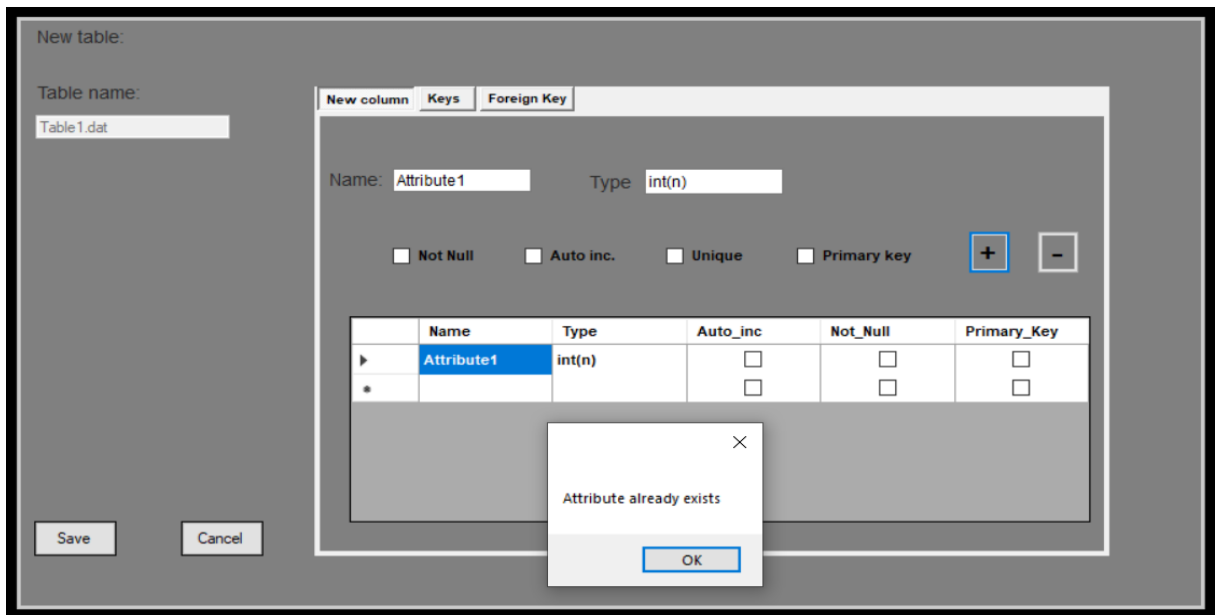 New table:
Table name:
Table1.dat
New column Keys Foreign Key
Name: Attribute1 Type int(n)
Not Null Auto inc. Unique Primary key + -
Name Type Auto_inc Not_Null Primary_Key
Attribute1 int(n)
Attribute already exists
OK
Save Cancel